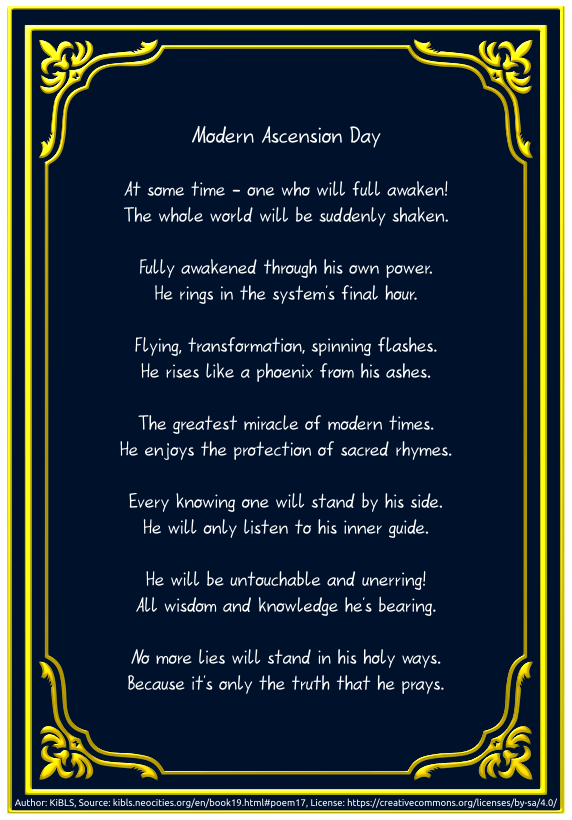 Modern Ascension Day
At some time – one who will full awaken!
The whole world will be suddenly shaken.
Fully awakened through his own power.
He rings in the system's final hour.
Flying, transformation, spinning flashes.
He rises like a phoenix from his ashes.
The greatest miracle of modern times.
He enjoys the protection of sacred rhymes.
Every knowing one will stand by his side.
He will only listen to his inner guide.
He will be untouchable and unerring!
All wisdom and knowledge he's bearing.
No more lies will stand in his holy ways.
Because it's only the truth that he prays.
Author: KiBLS, Source: kibls.neocities.org/en/book19.html#poem17, License: https://creativecommons.org/licenses/by-sa/4.0/